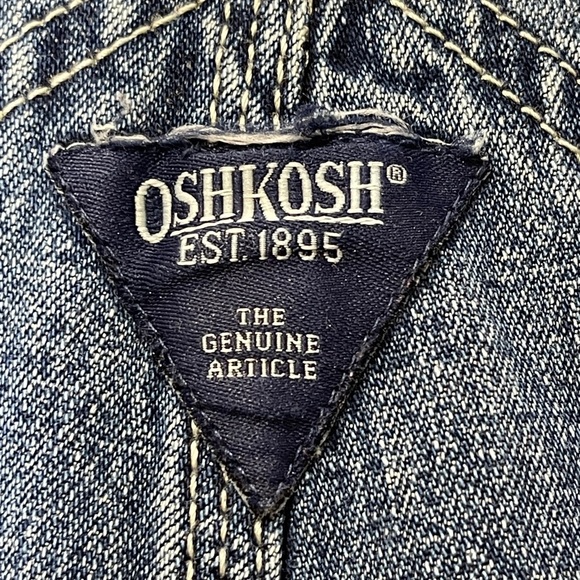 OSHKOSH®
EST. 1895
THE
GENUINE
ARTICLE